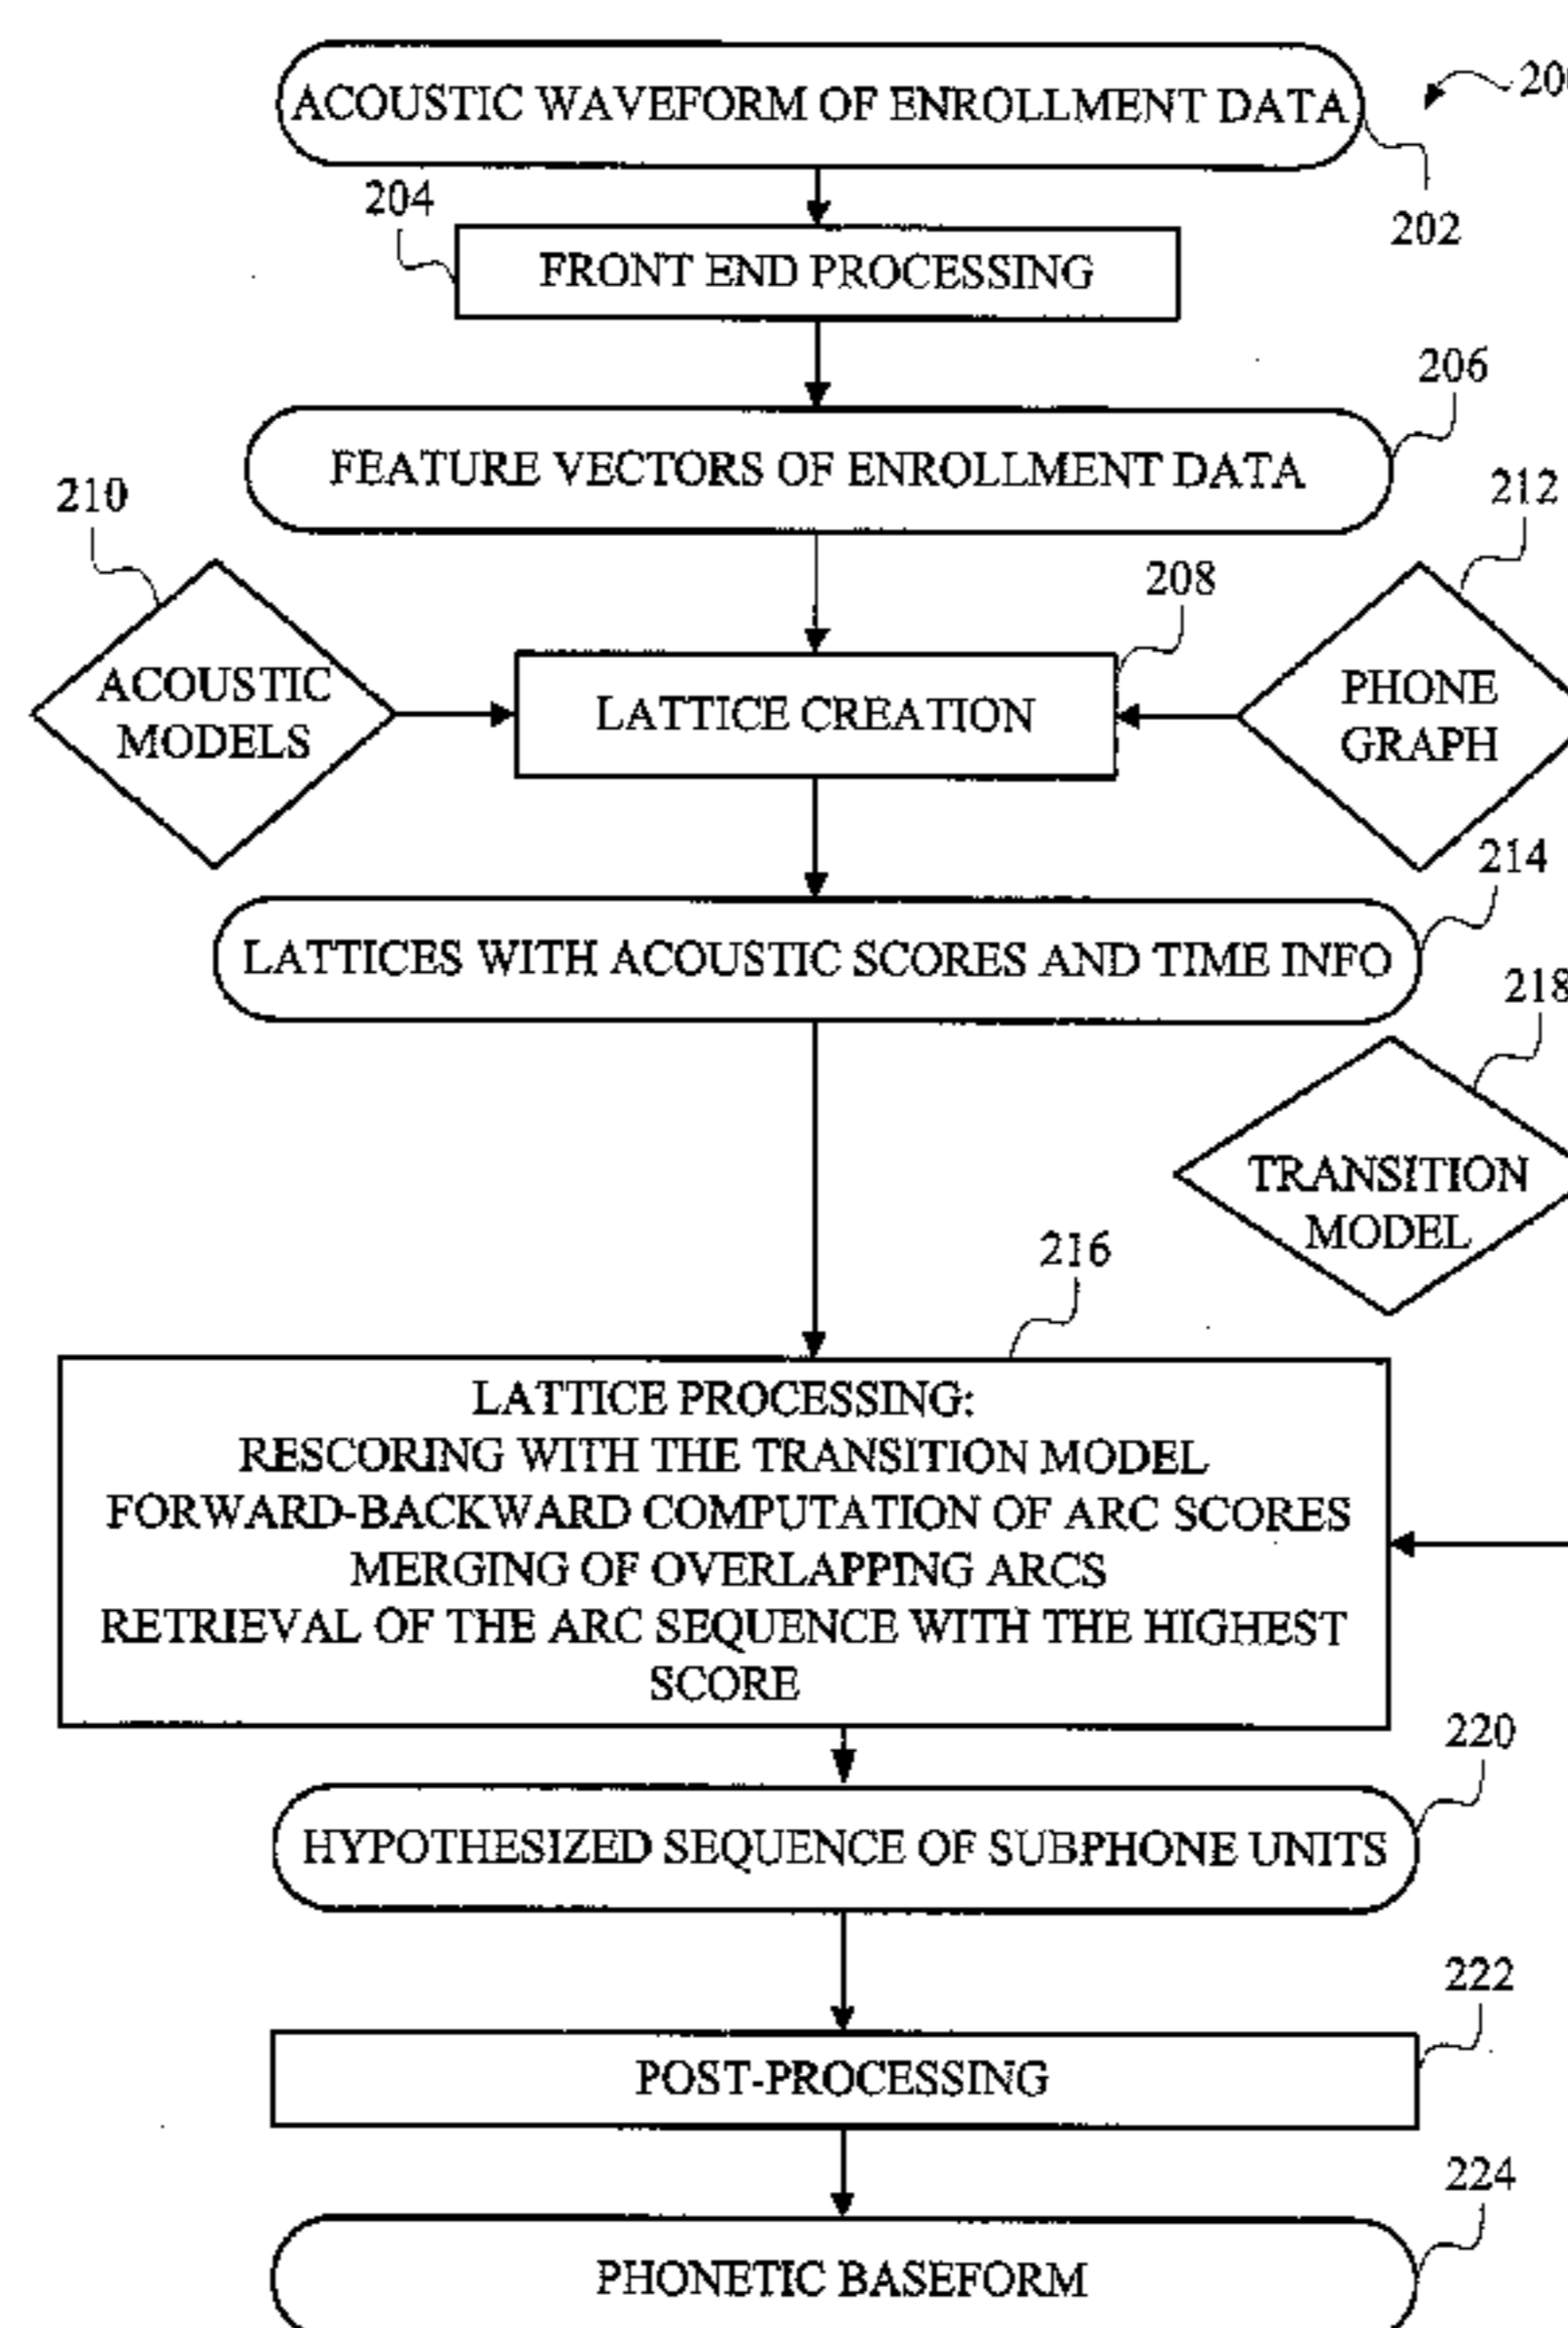 ACOUSTIC WAVEFORM OF ENROLLMENT DATA
202
204
FRONT END PROCESSING
206
FEATURE VECTORS OF ENROLLMENT DATA
210
212
208
ACOUSTIC
MODELS
LATTICE CREATION
PHONE
GRAPH
214
LATTICES WITH ACOUSTIC SCORES AND TIME INFO
218
TRANSITION
MODEL
216
LATTICE PROCESSING:
RESCORING WITH THE TRANSITION MODEL
FORWARD-BACKWARD COMPUTATION OF ARC SCORES
MERGING OF OVERLAPPING ARCS
RETRIEVAL OF THE ARC SEQUENCE WITH THE HIGHEST
SCORE
220
HYPOTHESIZED SEQUENCE OF SUBPHONE UNITS
222
POST-PROCESSING
224
PHONETIC BASEFORM